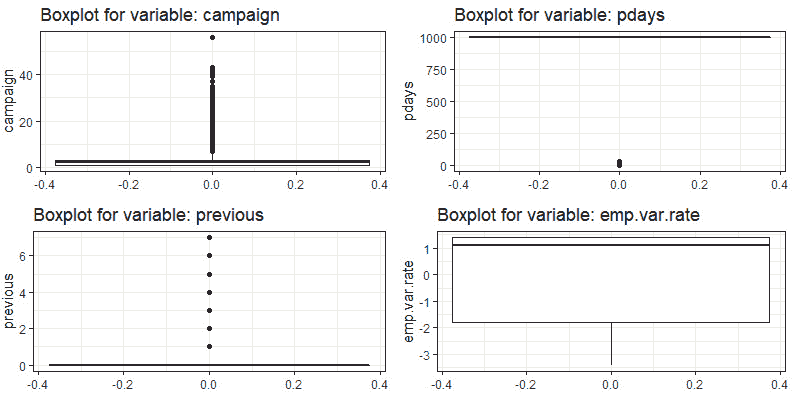 Boxplot for variable: campaign
campaign
40
20
0
-0.4 -0.2 0.0 0.2 0.4
Boxplot for variable: pdays
pdays
1000
750
500
250
0
-0.4 -0.2 0.0 0.2 0.4
Boxplot for variable: previous
previous
6
4
2
0
-0.4 -0.2 0.0 0.2 0.4
Boxplot for variable: emp.var.rate
emp.var.rate
1
0
-1
-2
-3
-0.4 -0.2 0.0 0.2 0.4